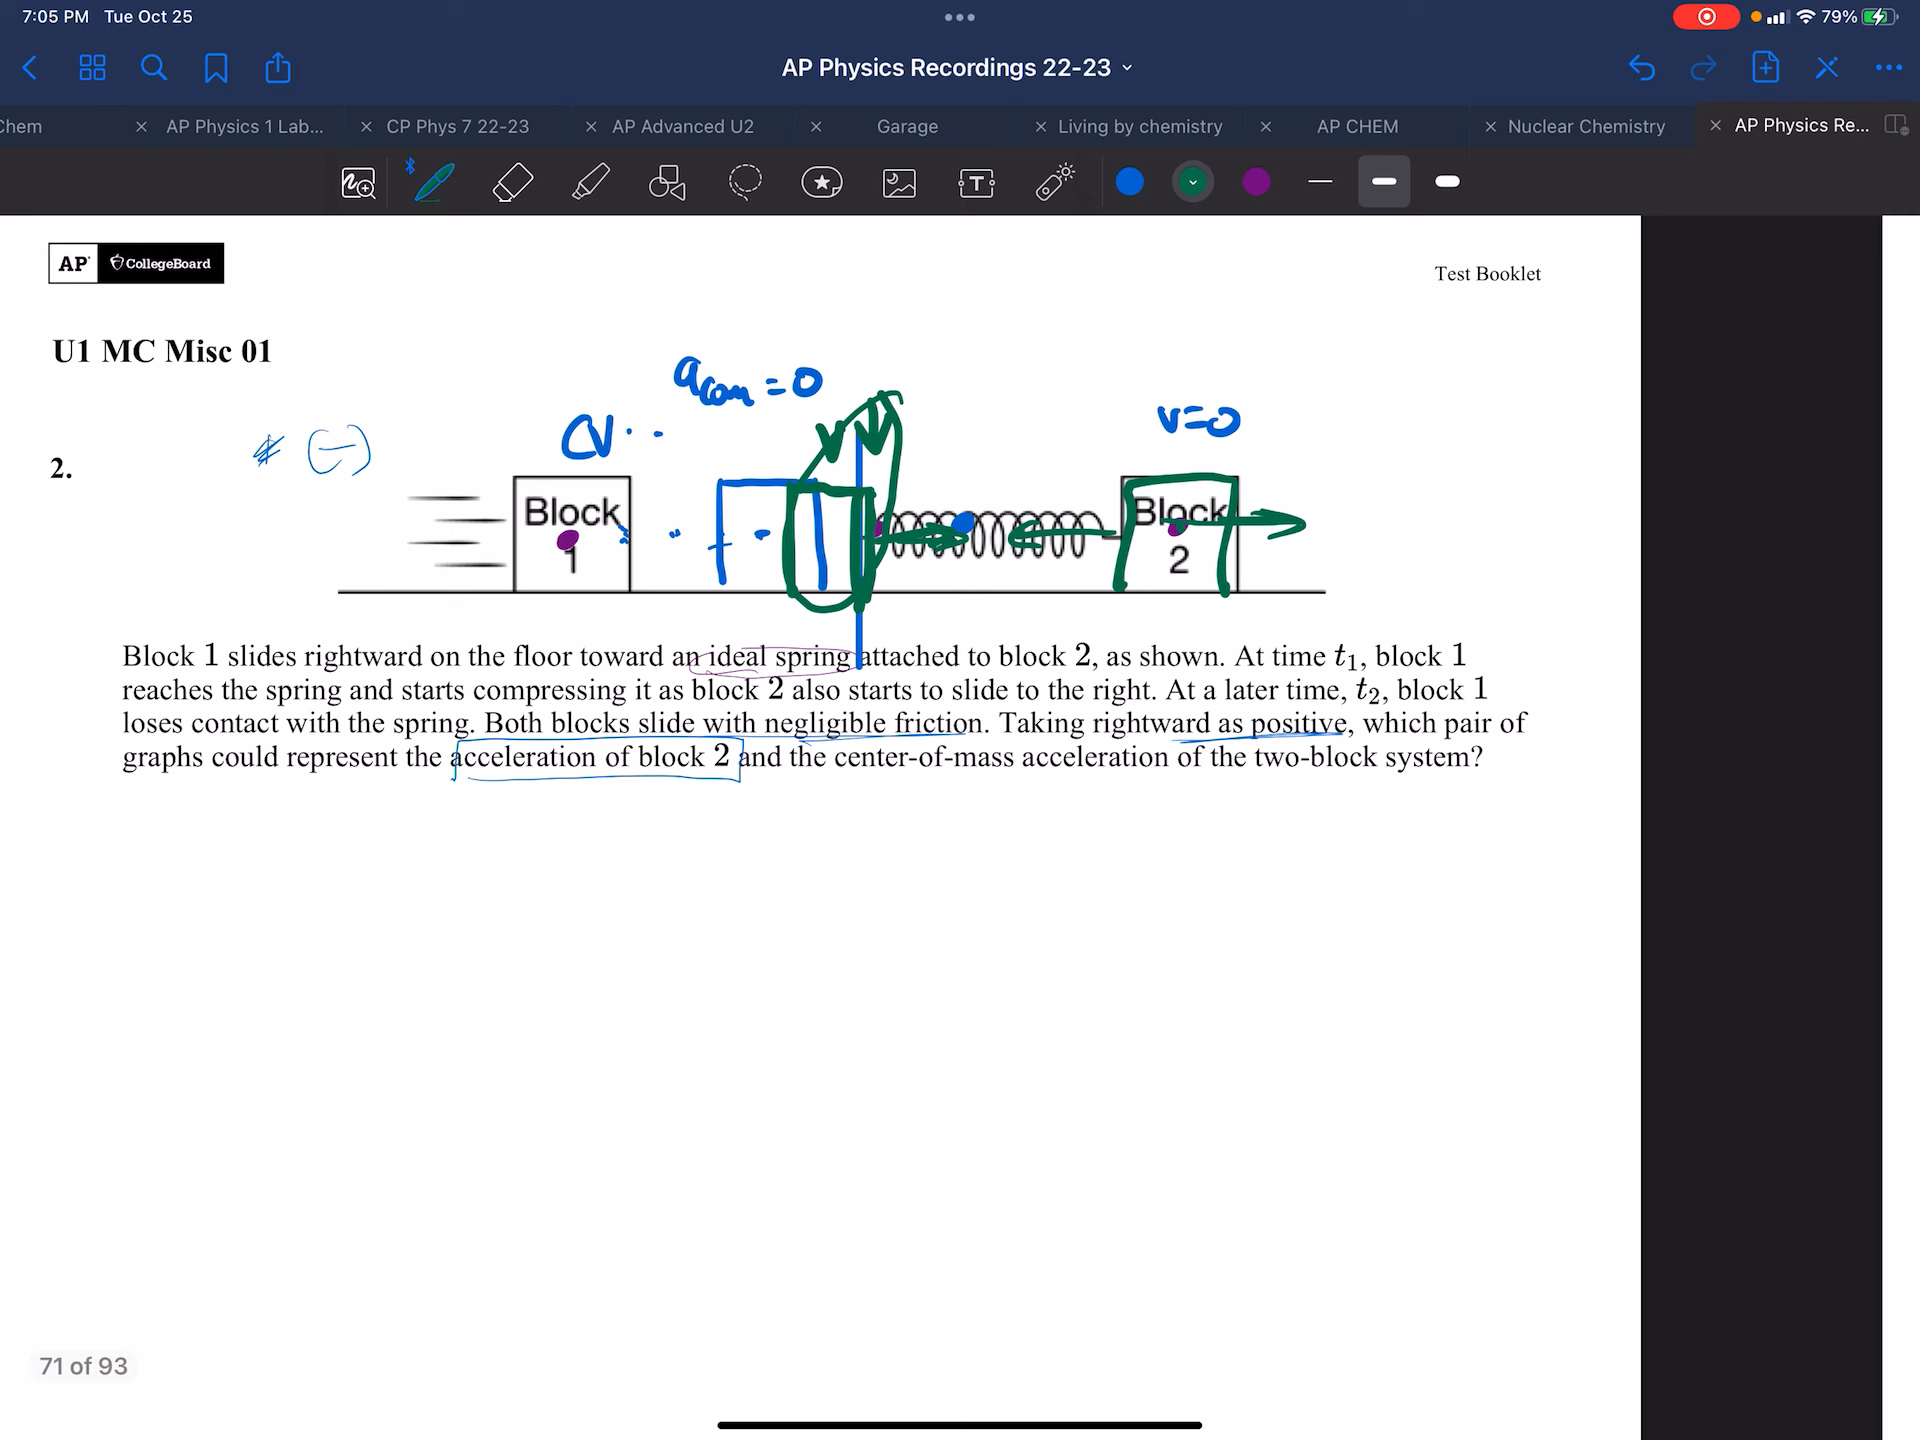 7:05 PM Tue Oct 25
79%
AP Physics Recordings 22-23
Chem
AP Physics 1 Lab...
CP Phys 7 22-23
AP Advanced U2
Garage
Living by chemistry
AP CHEM
Nuclear Chemistry
AP Physics Re...
T
AP CollegeBoard
Test Booklet
U1 MC Misc 01
a com = 0
CV
v=0
(-)
2.
Block 1
Block 2
Block 1 slides rightward on the floor toward an ideal spring attached to block 2, as shown. At time t₁, block 1
reaches the spring and starts compressing it as block 2 also starts to slide to the right. At a later time, t₂, block 1
loses contact with the spring. Both blocks slide with negligible friction. Taking rightward as positive, which pair of
graphs could represent the acceleration of block 2 and the center-of-mass acceleration of the two-block system?
71 of 93